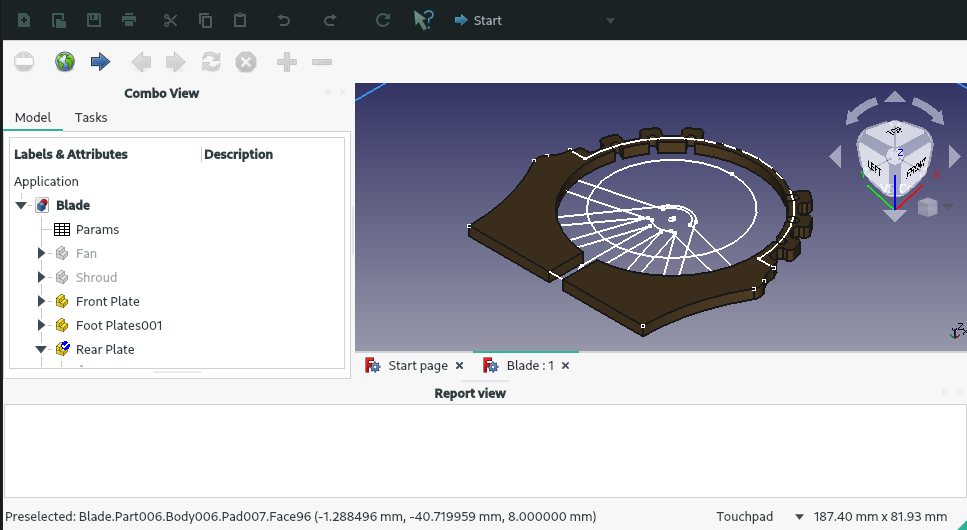 Start
Combo View
Model Tasks
Labels & Attributes Description
Application
Blade
Params
Fan
Shroud
Front Plate
Foot Plates001
Rear Plate
TOP
LEFT FRONT
Z
X
Z
X
Y
Start page Blade : 1
Report view
Preselected: Blade.Part006.Body006.Pad007.Face96 (-1.288496 mm, -40.719959 mm, 8.000000 mm) Touchpad 187.40 mm x 81.93 mm